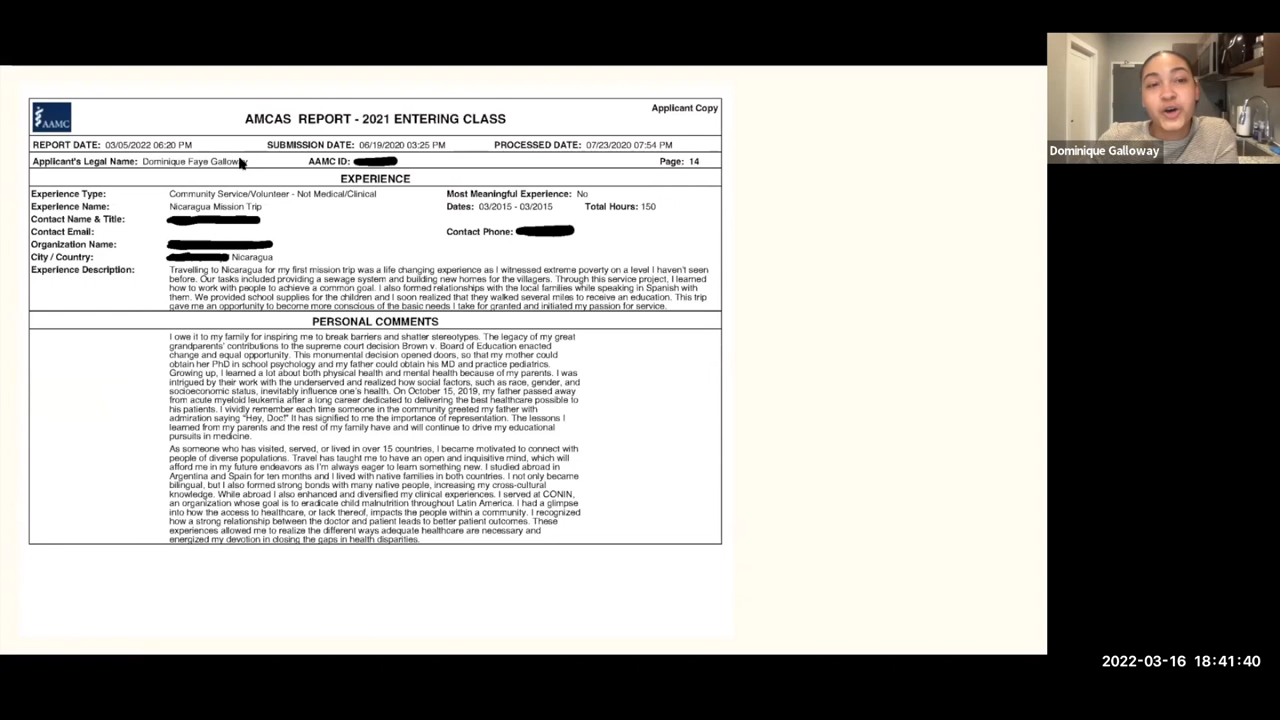 AAMC
AMCAS REPORT - 2021 ENTERING CLASS
Applicant Copy
REPORT DATE: 03/05/2022 06:20 PM SUBMISSION DATE: 06/19/2020 03:25 PM PROCESSED DATE: 07/23/2020 07:54 PM
Applicant's Legal Name: Dominique Faye Galloway AAMC ID: Page: 14
EXPERIENCE
Experience Type: Community Service/Volunteer - Not Medical/Clinical Most Meaningful Experience: No
Experience Name: Nicaragua Mission Trip Dates: 03/2015 - 03/2015 Total Hours: 150
Contact Name & Title:
Contact Email: Contact Phone:
Organization Name:
City / Country: Nicaragua
Experience Description: Travelling to Nicaragua for my first mission trip was a life changing experience as I witnessed extreme poverty on a level I haven't seen
before. Our tasks included providing a sewage system and building new homes for the villagers. Through this service project, I learned
how to work with people to achieve a common goal. I also formed relationships with the local families while speaking in Spanish with
them. We provided school supplies for the children and I soon realized that they walked several miles to receive an education. This trip
gave me an opportunity to become more conscious of the basic needs I take for granted and initiated my passion for service.
PERSONAL COMMENTS
I owe it to my family for inspiring me to break barriers and shatter stereotypes. The legacy of my great
grandparents' contributions to the supreme court decision Brown v. Board of Education enacted
change and equal opportunity. This monumental decision opened doors, so that my mother could
obtain her PhD in school psychology and my father could obtain his MD and practice pediatrics.
Growing up, I learned a lot about both physical health and mental health because of my parents. I was
intrigued by their work with the underserved and realized how social factors, such as race, gender, and
socioeconomic status, inevitably influence one's health. On October 15, 2019, my father passed away
from acute myeloid leukemia after a long career dedicated to delivering the best healthcare possible to
his patients. I vividly remember each time someone in the community greeted my father with
admiration saying "Hey, Doc!" It has signified to me the importance of representation. The lessons I
learned from my parents and the rest of my family have and will continue to drive my educational
pursuits in medicine.
As someone who has visited, served, or lived in over 15 countries, I became motivated to connect with
people of diverse populations. Travel has taught me to have an open and inquisitive mind, which will
afford me in my future endeavors as I'm always eager to learn something new. I studied abroad in
Argentina and Spain for ten months and I lived with native families in both countries. I not only became
bilingual, but I also formed strong bonds with many native people, increasing my cross-cultural
knowledge. While abroad I also enhanced and diversified my clinical experiences. I served at CONIN,
an organization whose goal is to eradicate child malnutrition throughout Latin America. I had a glimpse
into how the access to healthcare, or lack thereof, impacts the people within a community. I recognized
how a strong relationship between the doctor and patient leads to better patient outcomes. These
experiences allowed me to realize the different ways adequate healthcare are necessary and
energized my devotion in closing the gaps in health disparities.
Dominique Galloway
2022-03-16 18:41:40